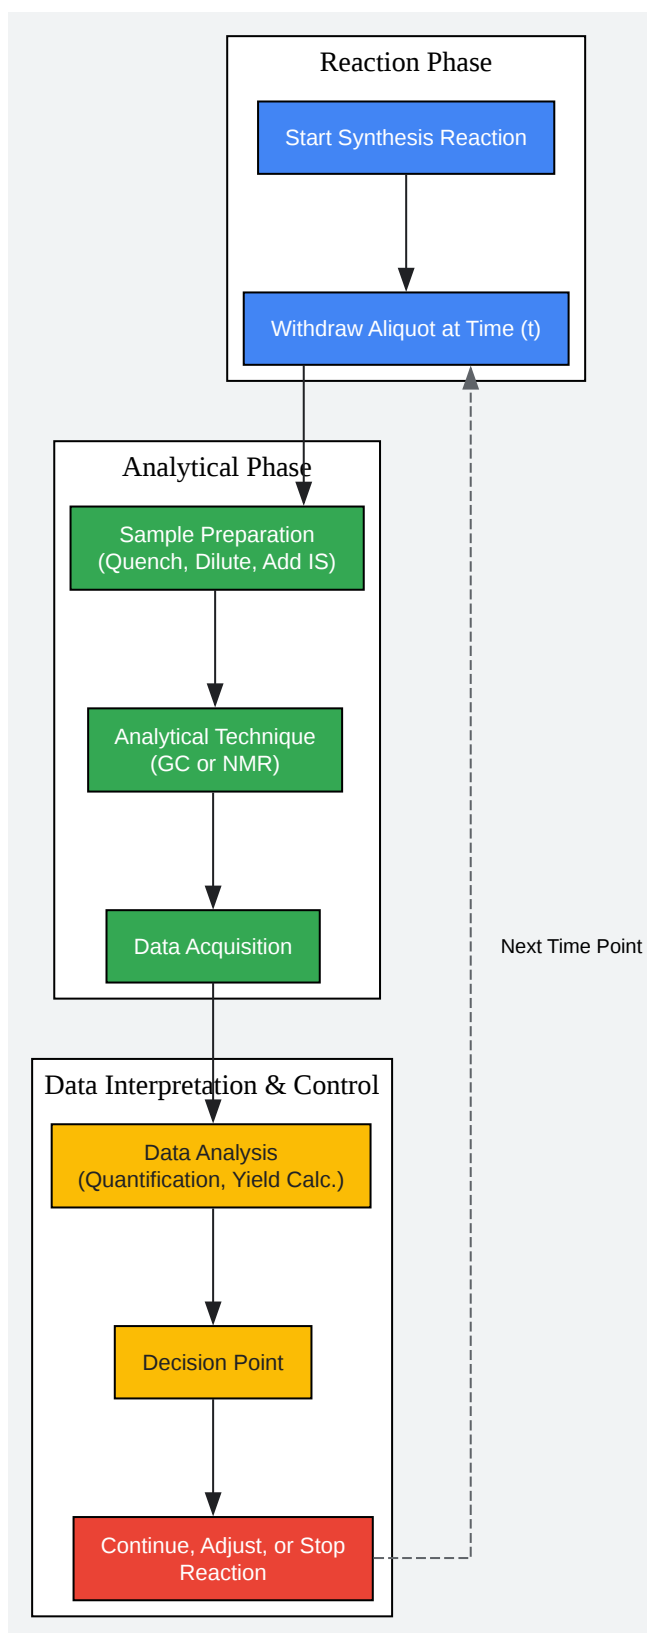 Reaction Phase
Start Synthesis Reaction
Withdraw Aliquot at Time (t)
Analytical Phase
Sample Preparation
(Quench, Dilute, Add IS)
Analytical Technique
(GC or NMR)
Data Acquisition
Next Time Point
Data Interpretation & Control
Data Analysis
(Quantification, Yield Calc.)
Decision Point
Continue, Adjust, or Stop
Reaction